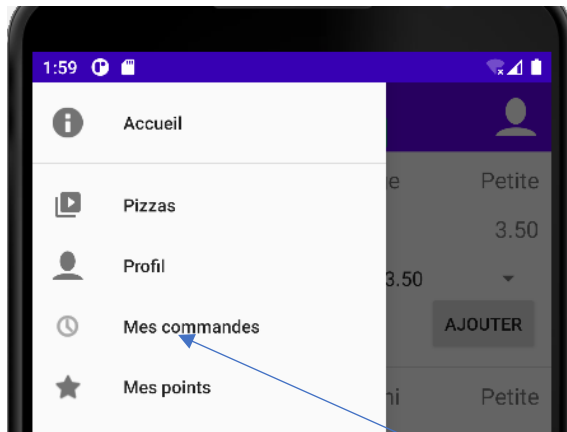 1:59
Accueil
Petite
Pizzas
3.50
Profil
3.50
Mes commandes
AJOUTER
Mes points
Petite